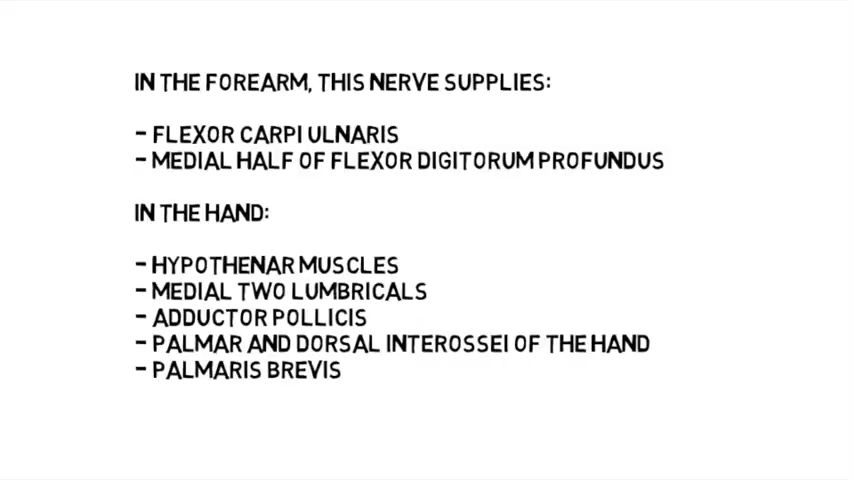 IN THE FOREARM, THIS NERVE SUPPLIES:
- FLEXOR CARPI ULNARIS
- MEDIAL HALF OF FLEXOR DIGITORUM PROFUNDUS
IN THE HAND:
- HYPOTHENAR MUSCLES
- MEDIAL TWO LUMBRICALS
- ADDUCTOR POLLICIS
- PALMAR AND DORSAL INTEROSSEI OF THE HAND
- PALMARIS BREVIS